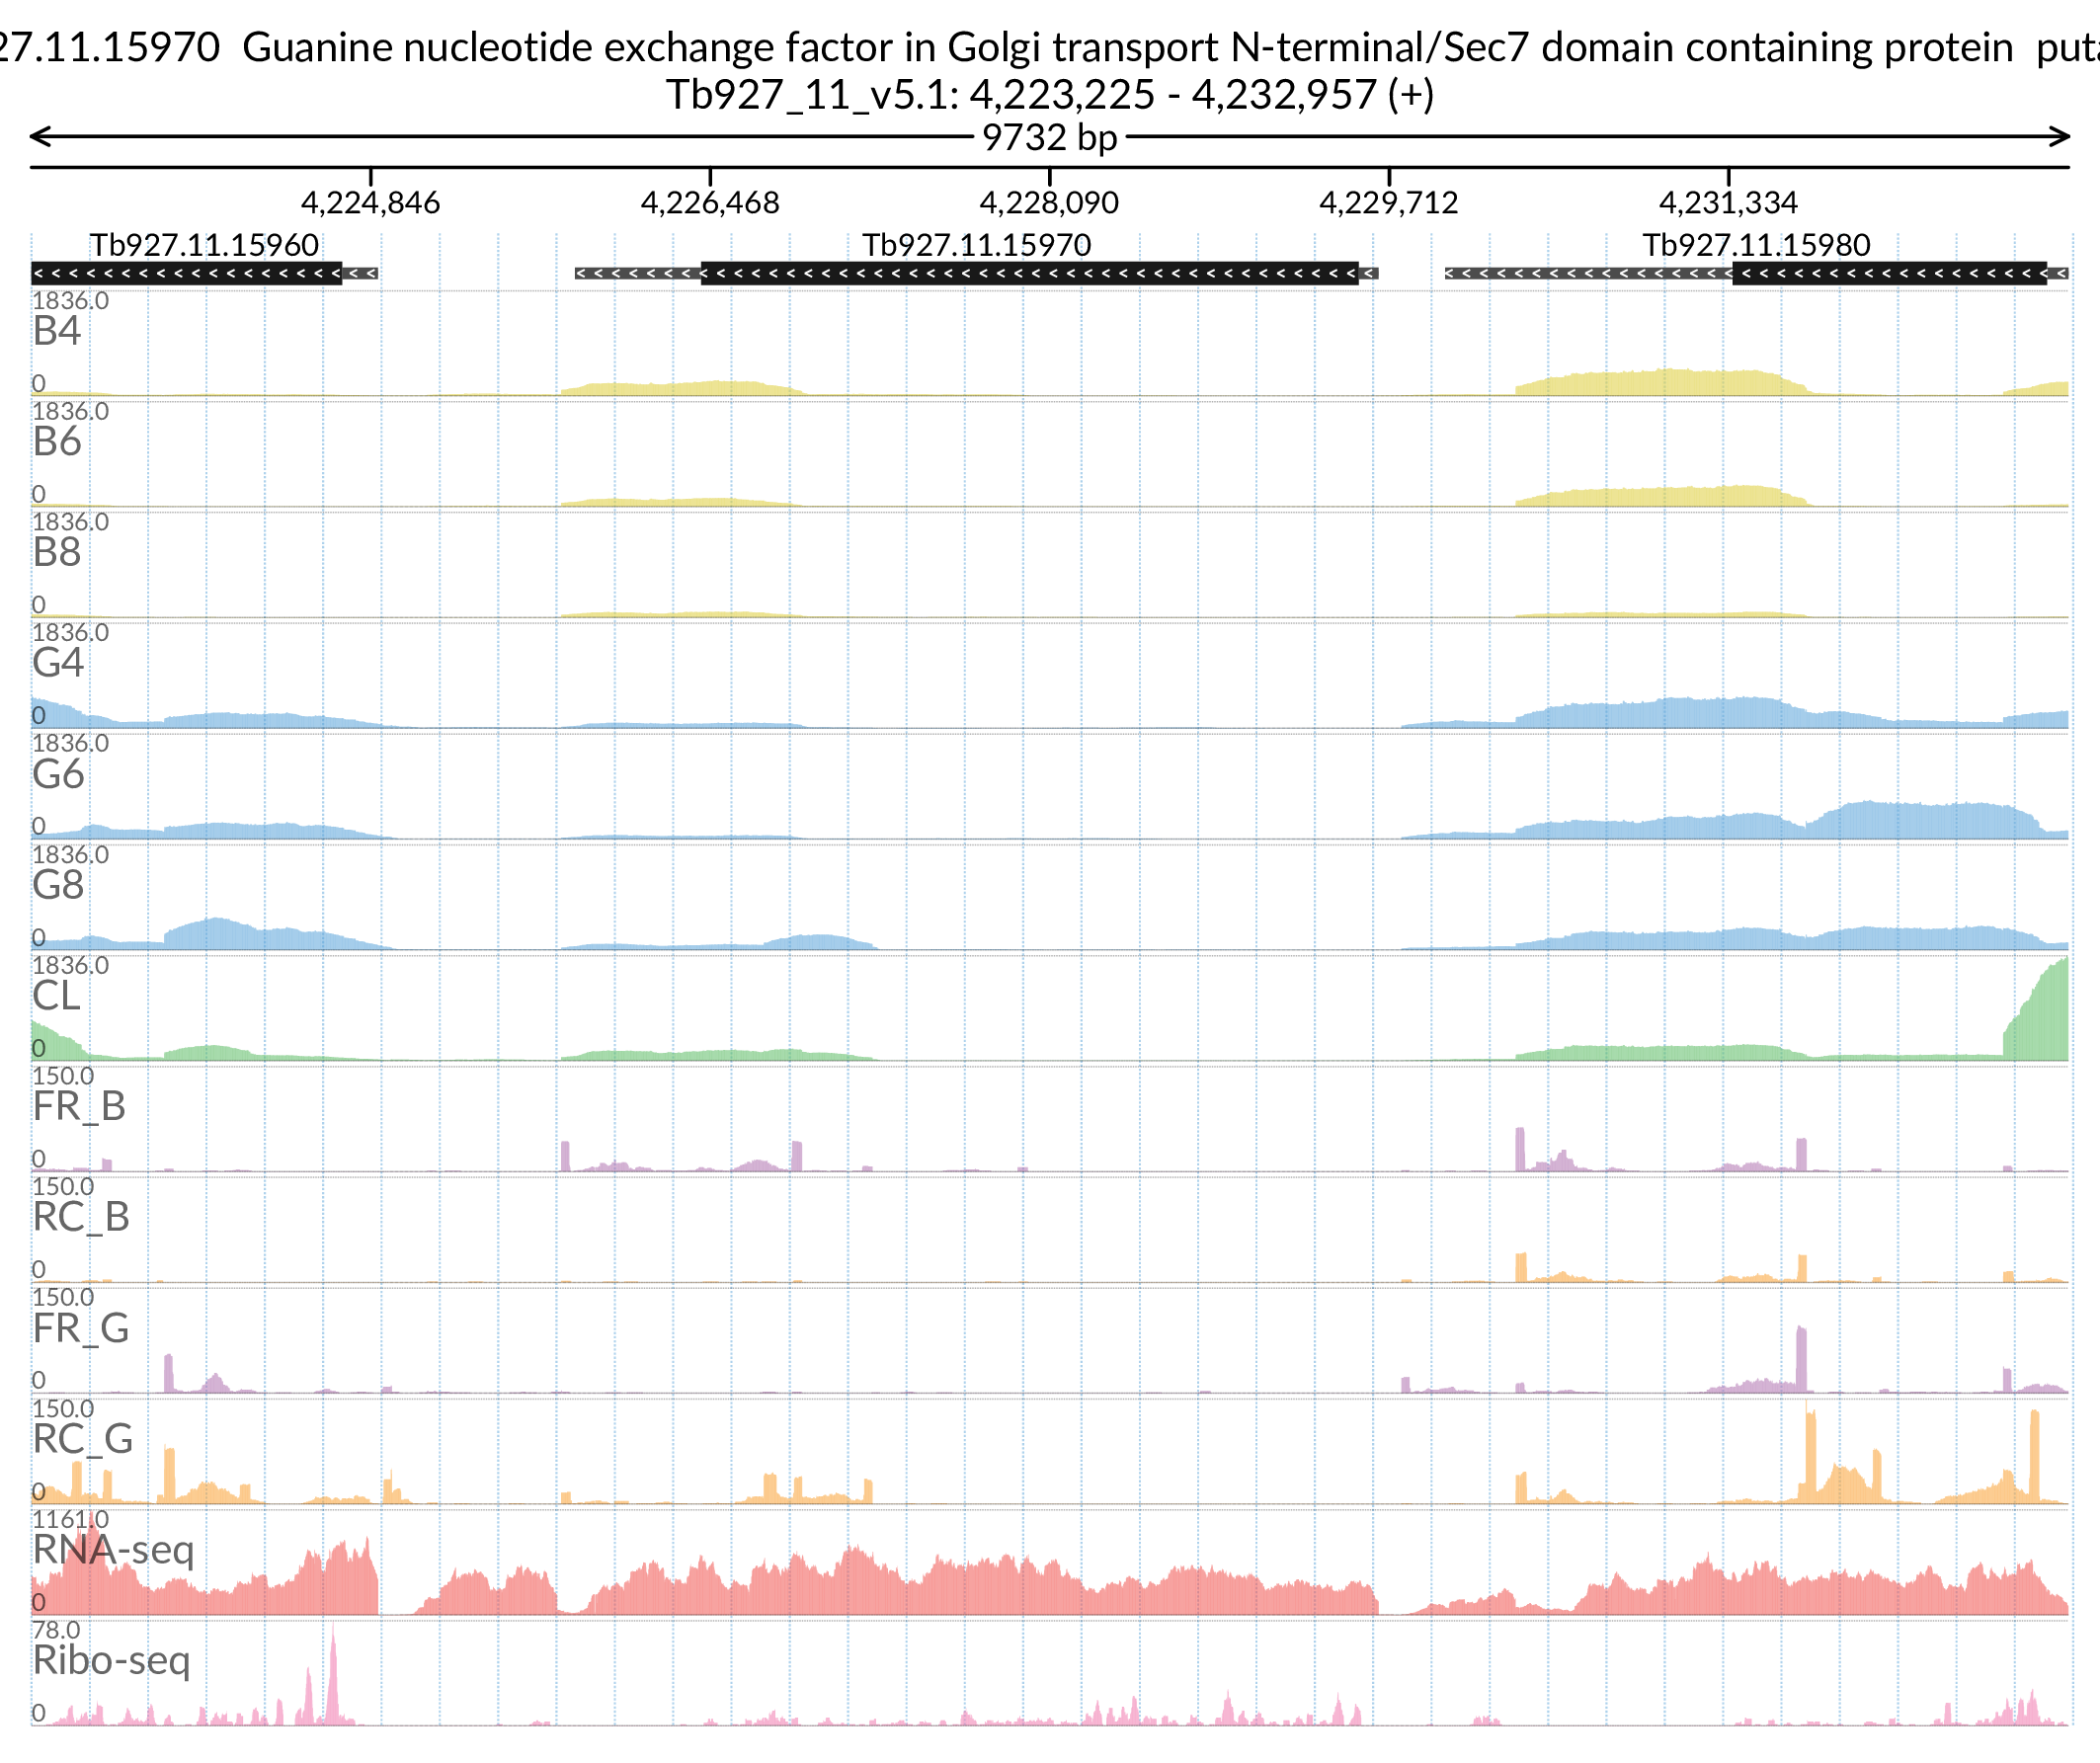 27.11.15970 Guanine nucleotide exchange factor in Golgi transport N-terminal/Sec7 domain containing protein puta
Tb927_11_v5.1: 4,223,225 - 4,232,957 (+)
9732 bp
4,224,846 4,226,468 4,228,090 4,229,712 4,231,334
Tb927.11.15960 Tb927.11.15970 Tb927.11.15980
1836.0
B4
0
1836.0
B6
0
1836.0
B8
0
1836.0
G4
0
1836.0
G6
0
1836.0
G8
0
1836.0
CL
0
150.0
FR_B
0
150.0
RC_B
0
150.0
FR_G
0
150.0
RC_G
0
1161.0
RNA-seq
0
78.0
Ribo-seq
0